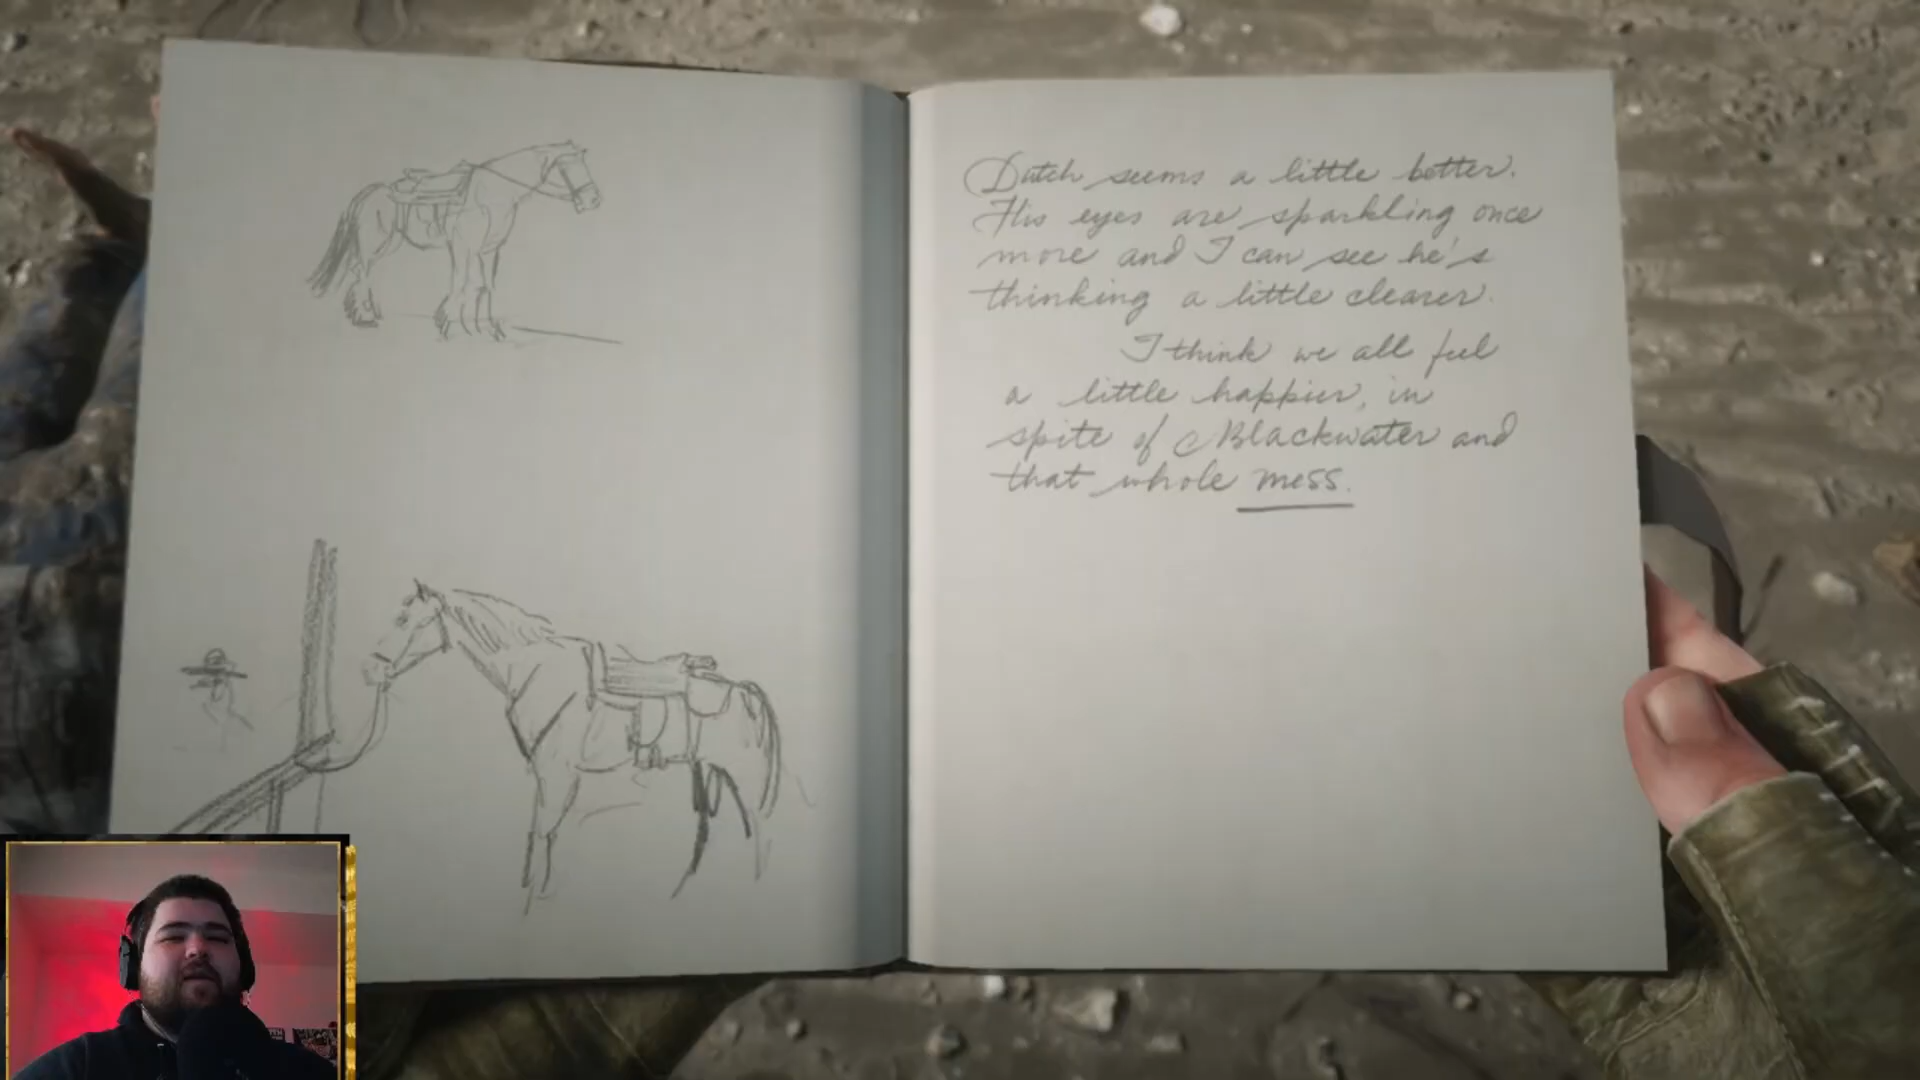 Dutch seems a little better.
His eyes are sparkling once
more and I can see he's
thinking a little clearer.
I think we all feel
a little happier, in
spite of Blackwater and
that whole mess.